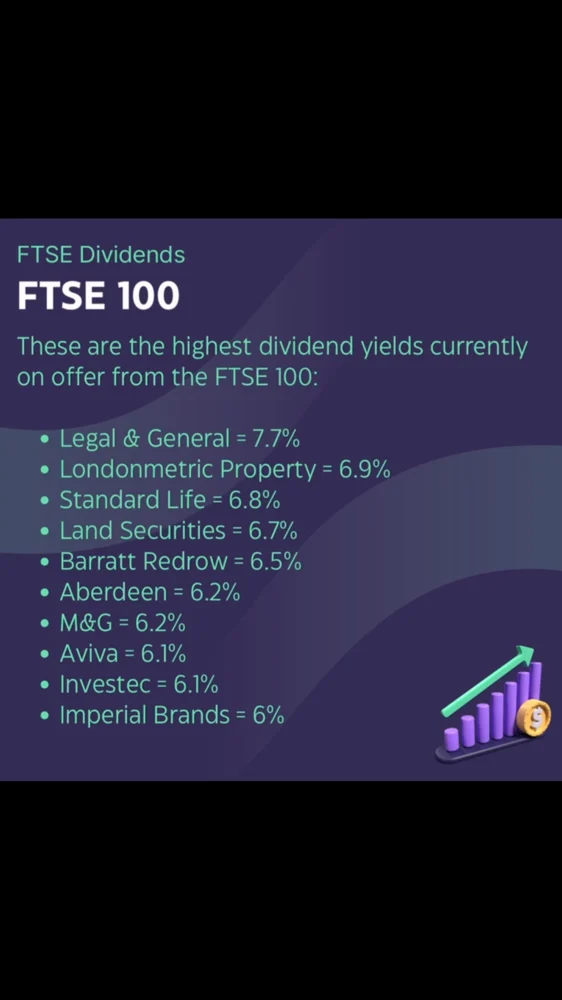 FTSE Dividends
FTSE 100
These are the highest dividend yields currently
on offer from the FTSE 100:
• Legal & General = 7.7%
• Londonmetric Property = 6.9%
• Standard Life = 6.8%
• Land Securities = 6.7%
• Barratt Redrow = 6.5%
• Aberdeen = 6.2%
• M&G = 6.2%
• Aviva = 6.1%
• Investec = 6.1%
• Imperial Brands = 6%
$